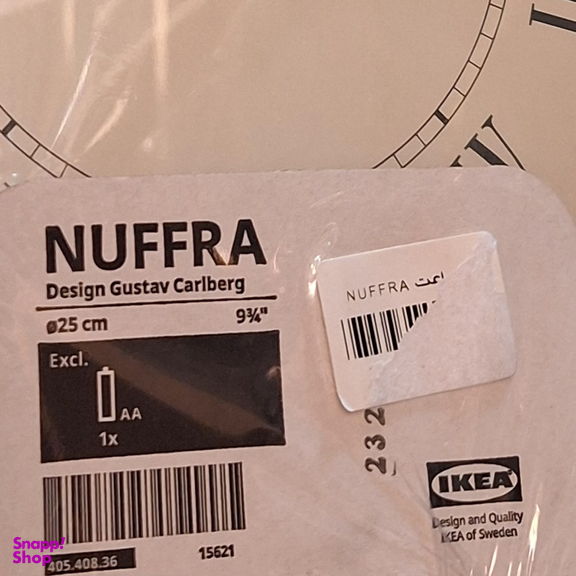 NUFFRA
Design Gustav Carlberg
ø25 cm 9¾"
Excl.
AA
1x
405.408.36
15621
NUFFRA
232
IKEA
Design and Quality
IKEA of Sweden
Snapp!
Shop